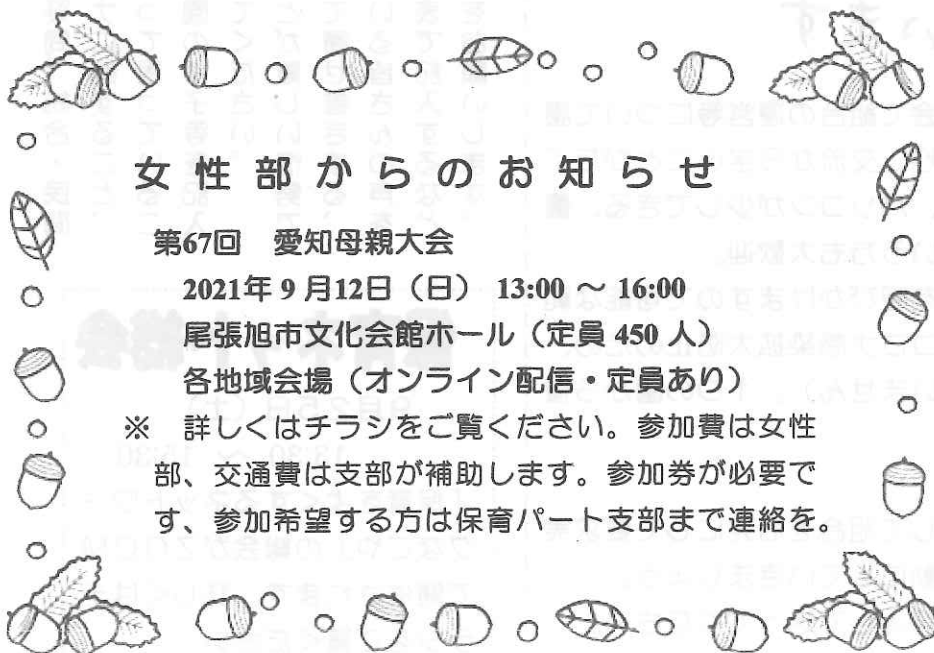 女性部からのお知らせ
第67回　愛知母親大会
2021年9月12日（日）　13:00 ～ 16:00
尾張旭市文化会館ホール（定員 450 人）
各地域会場（オンライン配信・定員あり）
※　詳しくはチラシをご覧ください。参加費は女性
部、交通費は支部が補助します。参加券が必要で
す、参加希望する方は保育パート支部まで連絡を。